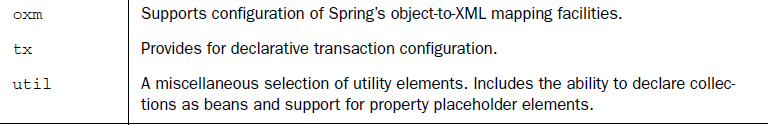 oxm Supports configuration of Spring's object-to-XML mapping facilities.
tx Provides for declarative transaction configuration.
util A miscellaneous selection of utility elements. Includes the ability to declare collec-
tions as beans and support for property placeholder elements.